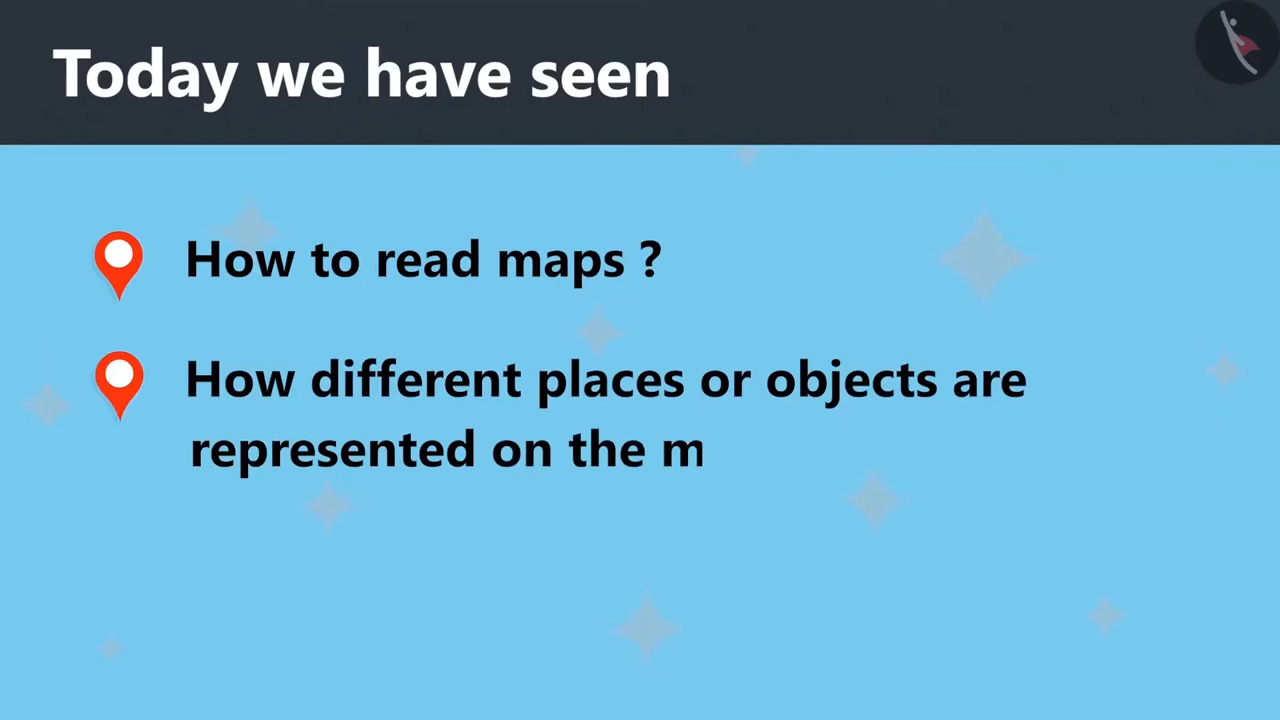 Today we have seen
How to read maps ?
How different places or objects are
represented on the m